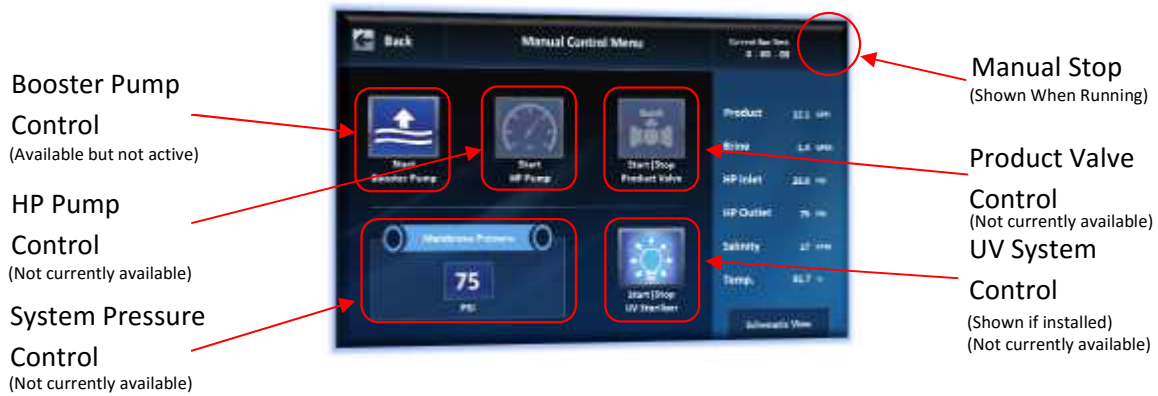 Booster Pump
Control
(Available but not active)
HP Pump
Control
(Not currently available)
System Pressure
Control
(Not currently available)
Back
Manual Control Menu
Start
Booster Pump
Start
HP Pump
Start|Stop
Product Valve
Membrane Pressure
75
PSI
Start|Stop
UV Sterilizer
Product
Brine
HP Inlet
HP Outlet 75
Salinity
Temp.
Schematic View
Manual Stop
(Shown When Running)
Product Valve
Control
(Not currently available)
UV System
Control
(Shown if installed)
(Not currently available)